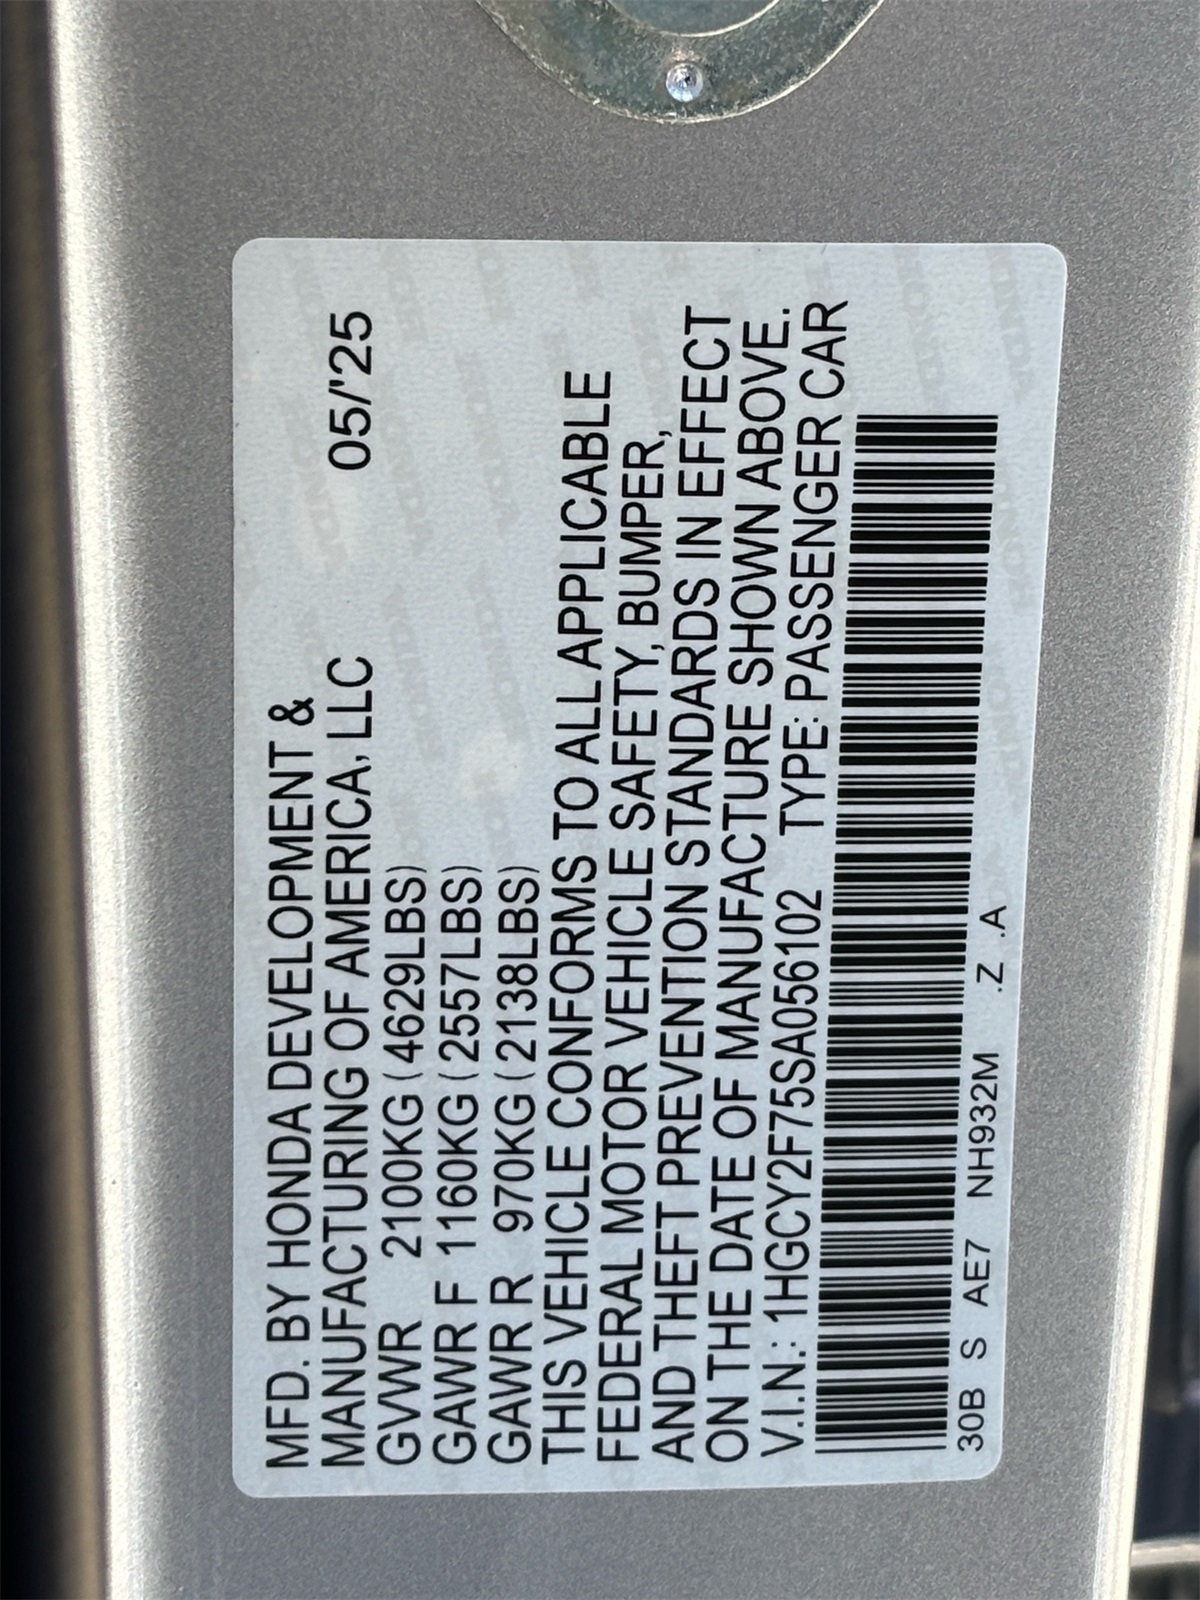 MFD. BY HONDA DEVELOPMENT &
MANUFACTURING OF AMERICA, LLC 05/'25
GVWR 2100KG (4629LBS)
GAWR F 1160KG (2557LBS)
GAWR R 970KG (2138LBS)
THIS VEHICLE CONFORMS TO ALL APPLICABLE
FEDERAL MOTOR VEHICLE SAFETY, BUMPER,
AND THEFT PREVENTION STANDARDS IN EFFECT
ON THE DATE OF MANUFACTURE SHOWN ABOVE.
V.I.N.: 1HGCY2F75SA056102 TYPE: PASSENGER CAR
30B S AE7 NH932M .Z .A